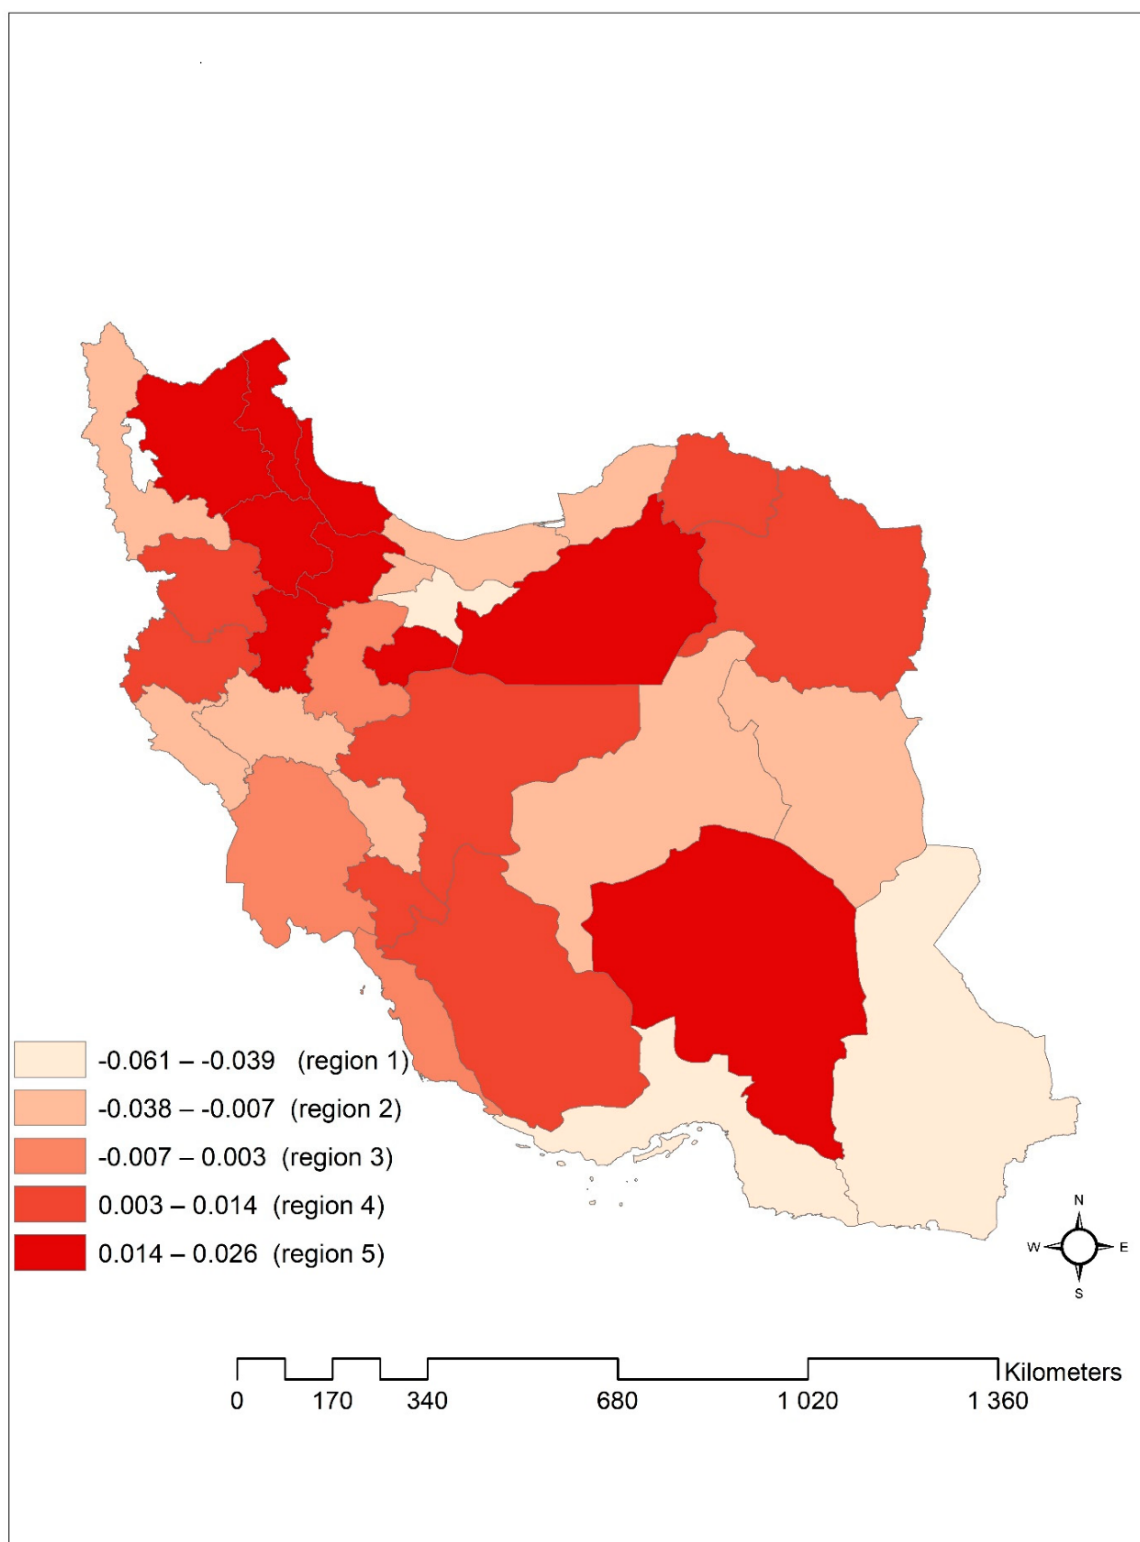 -0.061 – -0.039 (region 1)
-0.038 – -0.007 (region 2)
-0.007 – 0.003 (region 3)
0.003 – 0.014 (region 4)
0.014 – 0.026 (region 5)
N
W E
S
Kilometers
0 170 340 680 1 020 1 360